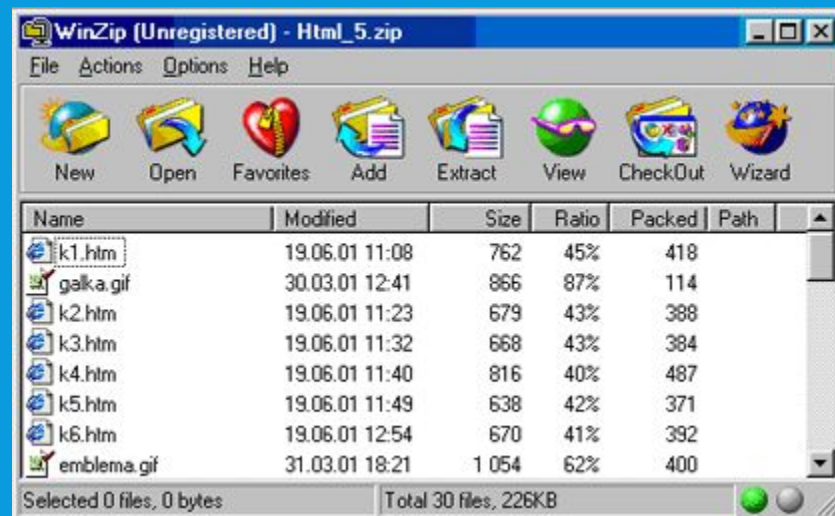 WinZip (Unregistered) - Html_5.zip
File Actions Options Help
New Open Favorites Add Extract View CheckOut Wizard
Name Modified Size Ratio Packed Path
k1.htm 19.06.01 11:08 762 45% 418
galka.gif 30.03.01 12:41 866 87% 114
k2.htm 19.06.01 11:23 679 43% 388
k3.htm 19.06.01 11:32 668 43% 384
k4.htm 19.06.01 11:40 816 40% 487
k5.htm 19.06.01 11:49 638 42% 371
k6.htm 19.06.01 12:54 670 41% 392
emblema.gif 31.03.01 18:21 1 054 62% 400
Selected 0 files, 0 bytes Total 30 files, 226KB